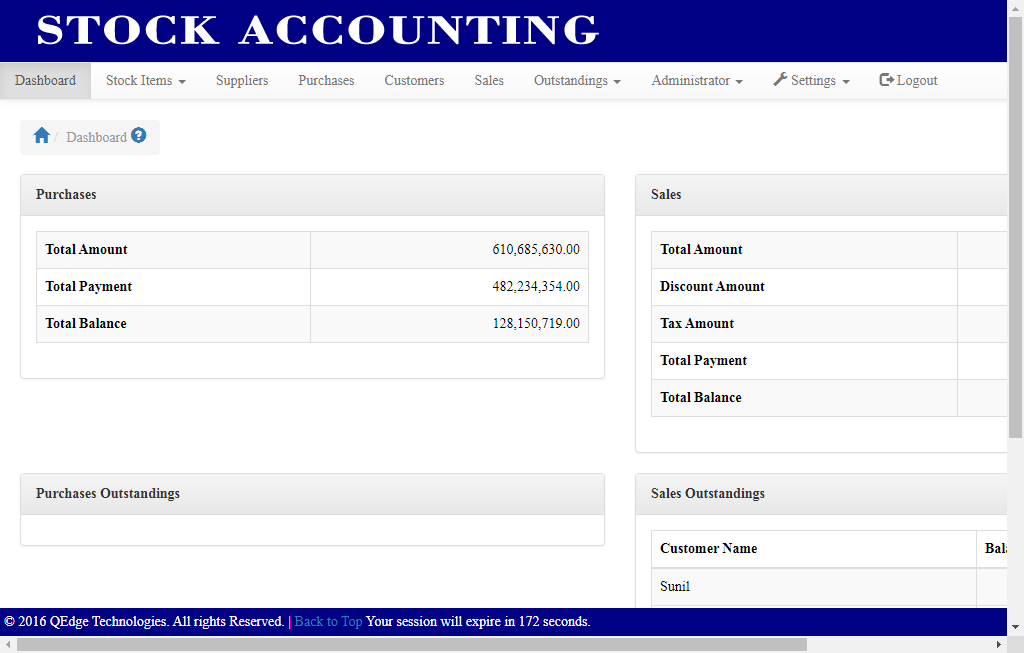 STOCK ACCOUNTING
Dashboard Stock Items Suppliers Purchases Customers Sales Outstandings Administrator Settings Logout
/ Dashboard
Purchases
Total Amount 610,685,630.00
Total Payment 482,234,354.00
Total Balance 128,150,719.00
Sales
Total Amount
Discount Amount
Tax Amount
Total Payment
Total Balance
Purchases Outstandings
Sales Outstandings
Customer Name
Sunil
© 2016 QEdge Technologies. All rights Reserved. | Back to Top Your session will expire in 172 seconds.